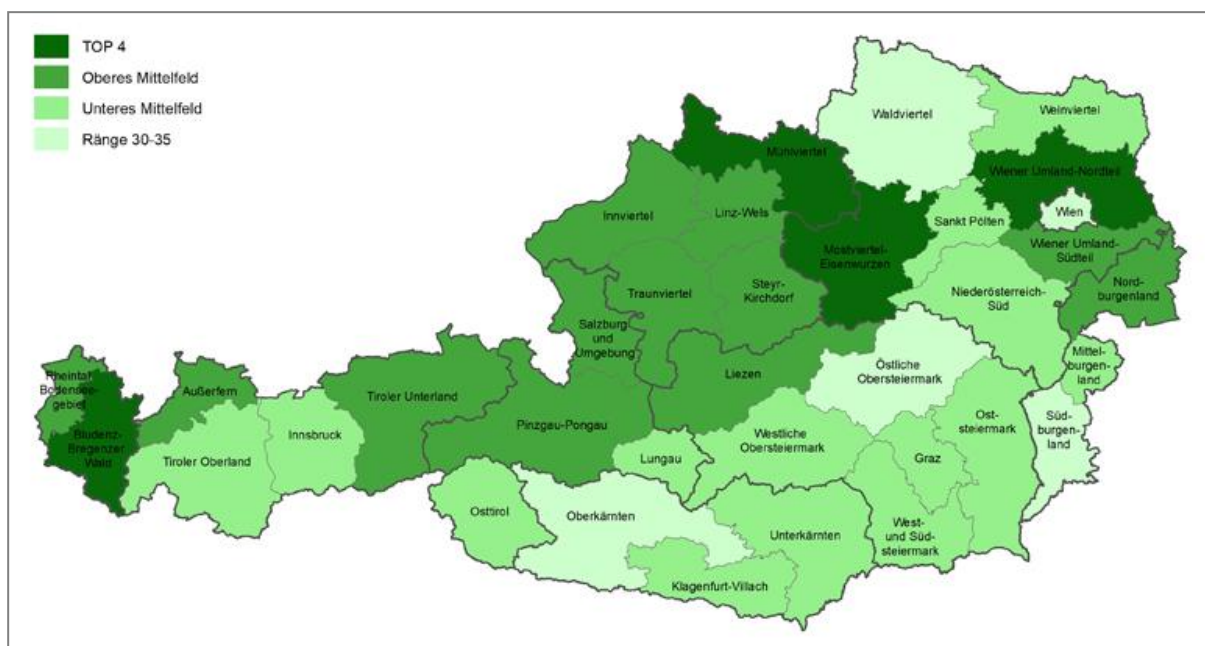 TOP 4
Oberes Mittelfeld
Unteres Mittelfeld
Ränge 30-35
Waldviertel
Weinviertel
Mühlviertel
Wiener Umland-Nordteil
Wien
Innviertel
Linz-Wels
Sankt Pölten
Mostviertel-
Eisenwurzen
Wiener Umland-
Südteil
Nord-
burgenland
Traunviertel
Steyr-
Kirchdorf
Niederösterreich-
Süd
Salzburg
und
Umgebung
Mittel-
burgenland
Rheintal
Bodensee-
gebiet
Außerfern
Tiroler Unterland
Liezen
Östliche
Obersteiermark
Bludenz-
Bregenzer
Wald
Innsbruck
Pinzgau-Pongau
Ost-
steiermark
Süd-
burgen-
land
Tiroler Oberland
Lungau
Westliche
Obersteiermark
Graz
Osttirol
Oberkärnten
Unterkärnten
West-
und Süd-
steiermark
Klagenfurt-Villach